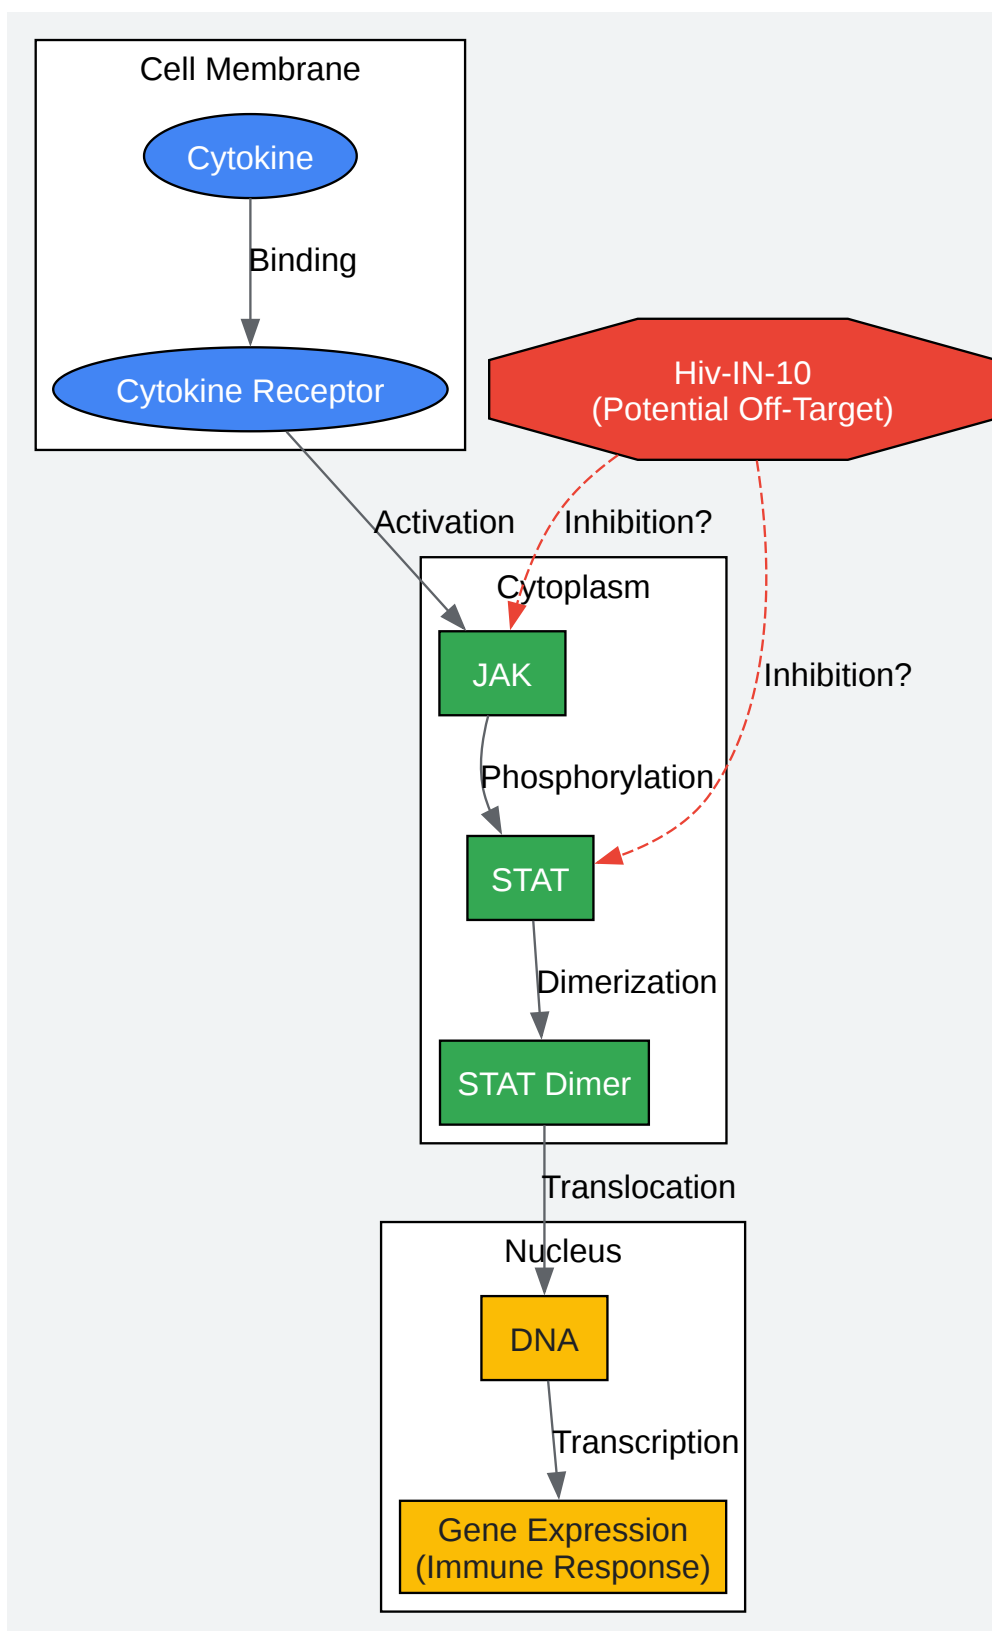 Cell Membrane
Cytokine
Binding
Cytokine Receptor
Hiv-IN-10
(Potential Off-Target)
Activation
Inhibition?
Cytoplasm
JAK
Inhibition?
Phosphorylation
STAT
Dimerization
STAT Dimer
Translocation
Nucleus
DNA
Transcription
Gene Expression
(Immune Response)